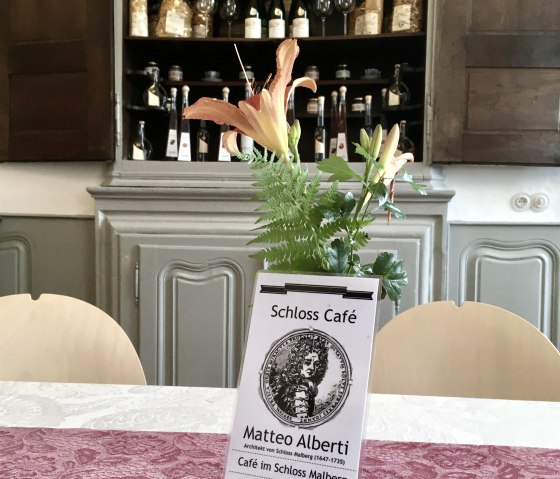 Schloss Café
Matteo Alberti
Architekt von Schloss Malberg (1647-1735)
Café im Schloss Malberg